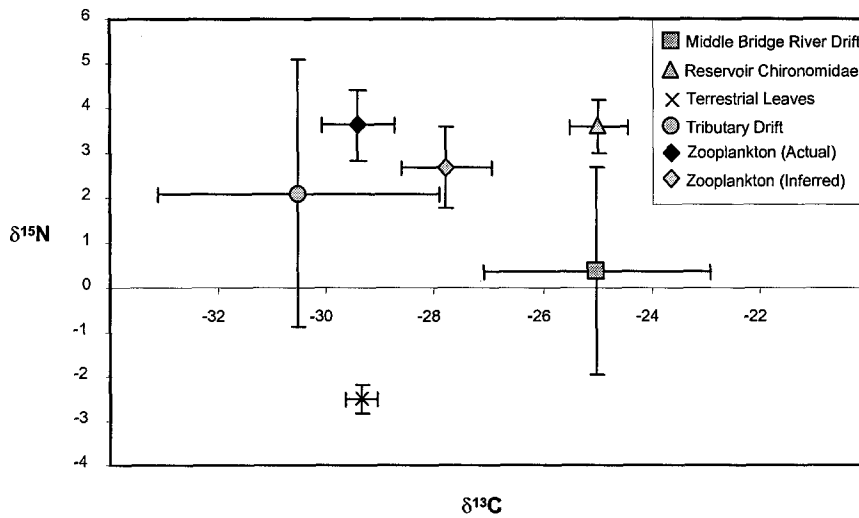 6
5
4
3
2
1
0
-1
-2
-3
-4
δ15N
-32
-30
-28
-26
-24
-22
δ13C
Middle Bridge River Drift
Reservoir Chironomidae
Terrestrial Leaves
Tributary Drift
Zooplankton (Actual)
Zooplankton (Inferred)